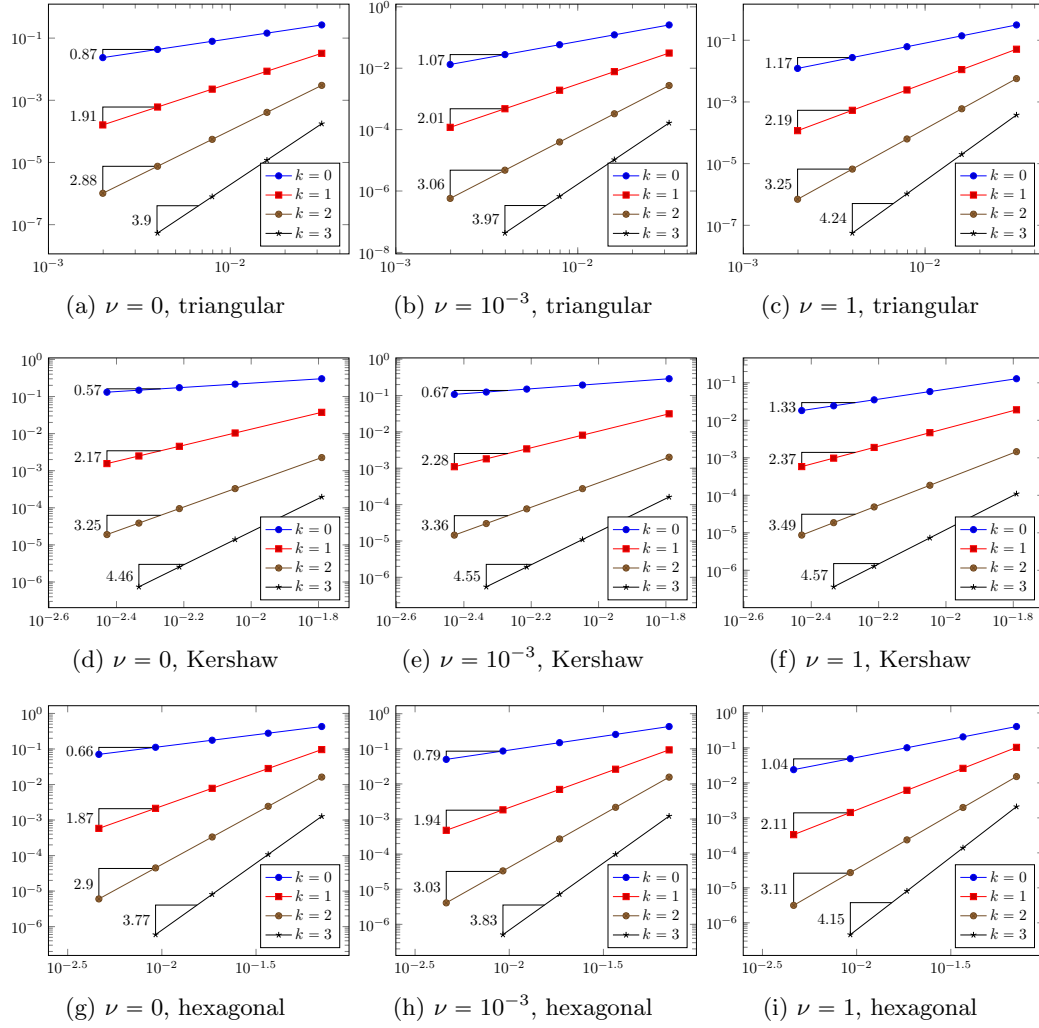 10^{-1}
10^{-3}
10^{-5}
10^{-7}
0.87
1.91
2.88
3.9
k = 0
k = 1
k = 2
k = 3
10^{-3}
10^{-2}
(a) ν = 0, triangular
10^{0}
10^{-2}
10^{-4}
10^{-6}
10^{-8}
1.07
2.01
3.06
3.97
k = 0
k = 1
k = 2
k = 3
10^{-3}
10^{-2}
(b) ν = 10^{-3}, triangular
10^{-1}
10^{-3}
10^{-5}
10^{-7}
1.17
2.19
3.25
4.24
k = 0
k = 1
k = 2
k = 3
10^{-3}
10^{-2}
(c) ν = 1, triangular
10^{0}
10^{-1}
10^{-2}
10^{-3}
10^{-4}
10^{-5}
10^{-6}
0.57
2.17
3.25
4.46
k = 0
k = 1
k = 2
k = 3
10^{-2.6}
10^{-2.4}
10^{-2.2}
10^{-2}
10^{-1.8}
(d) ν = 0, Kershaw
10^{0}
10^{-1}
10^{-2}
10^{-3}
10^{-4}
10^{-5}
10^{-6}
0.67
2.28
3.36
4.55
k = 0
k = 1
k = 2
k = 3
10^{-2.6}
10^{-2.4}
10^{-2.2}
10^{-2}
10^{-1.8}
(e) ν = 10^{-3}, Kershaw
10^{-1}
10^{-2}
10^{-3}
10^{-4}
10^{-5}
10^{-6}
1.33
2.37
3.49
4.57
k = 0
k = 1
k = 2
k = 3
10^{-2.6}
10^{-2.4}
10^{-2.2}
10^{-2}
10^{-1.8}
(f) ν = 1, Kershaw
10^{0}
10^{-1}
10^{-2}
10^{-3}
10^{-4}
10^{-5}
10^{-6}
0.66
1.87
2.9
3.77
k = 0
k = 1
k = 2
k = 3
10^{-2.5}
10^{-2}
10^{-1.5}
(g) ν = 0, hexagonal
10^{0}
10^{-1}
10^{-2}
10^{-3}
10^{-4}
10^{-5}
10^{-6}
0.79
1.94
3.03
3.83
k = 0
k = 1
k = 2
k = 3
10^{-2.5}
10^{-2}
10^{-1.5}
(h) ν = 10^{-3}, hexagonal
10^{0}
10^{-1}
10^{-2}
10^{-3}
10^{-4}
10^{-5}
10^{-6}
1.04
2.11
3.11
4.15
k = 0
k = 1
k = 2
k = 3
10^{-2.5}
10^{-2}
10^{-1.5}
(i) ν = 1, hexagonal